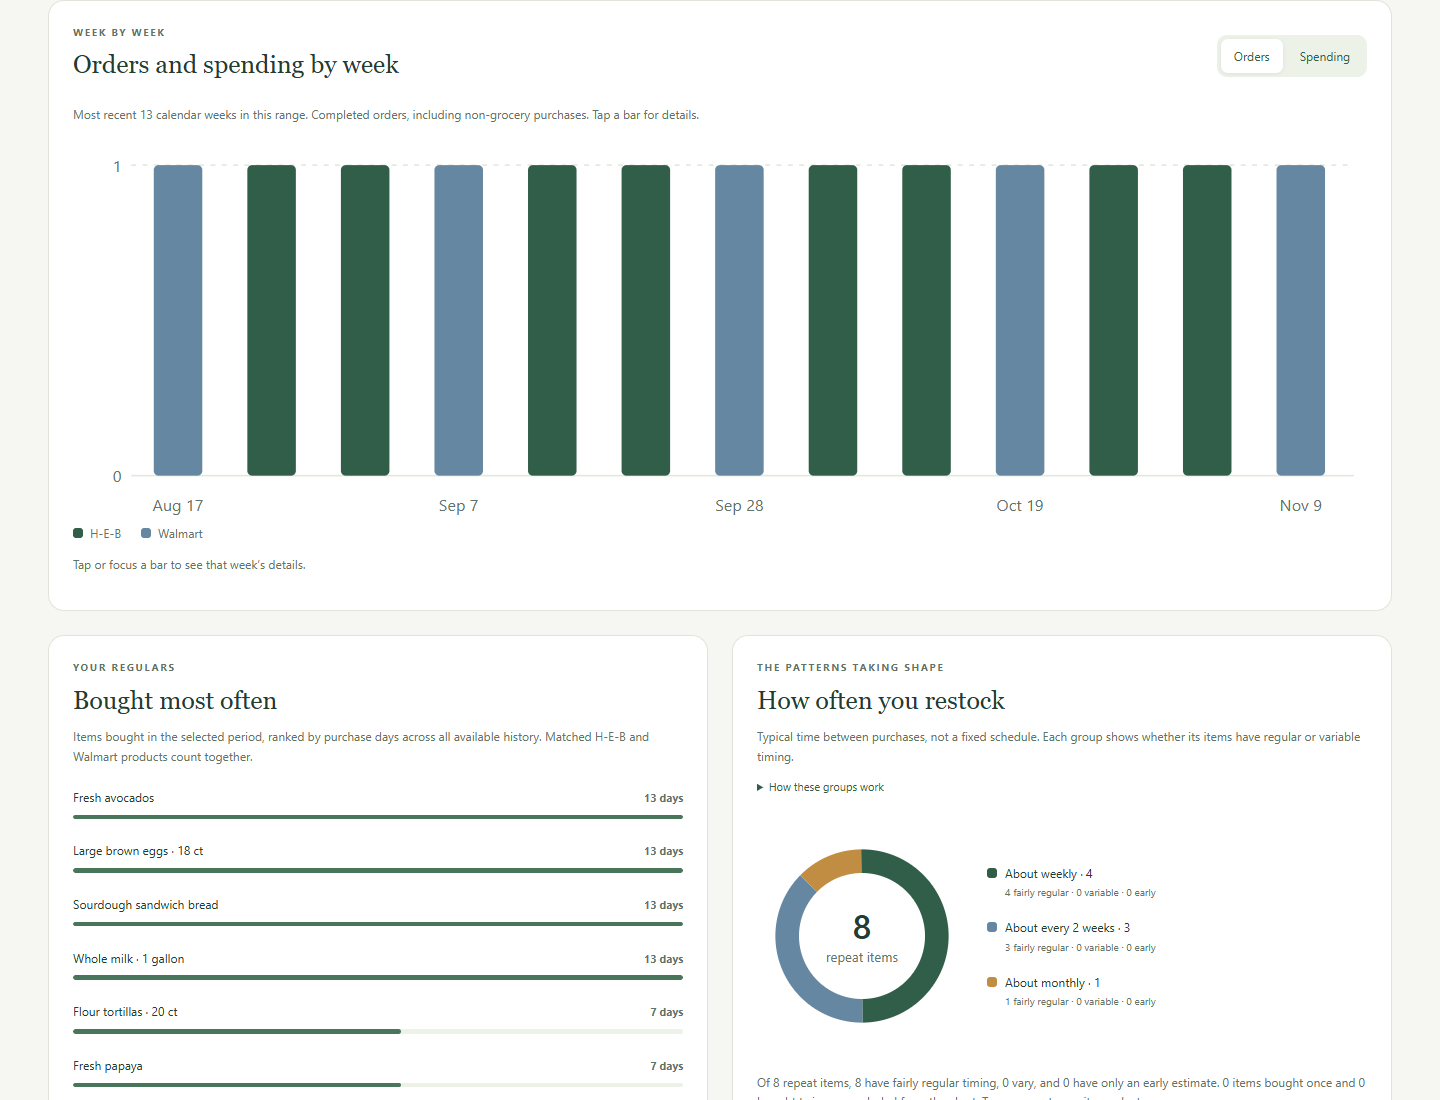 WEEK BY WEEK
Orders and spending by week
Orders
Spending
Most recent 13 calendar weeks in this range. Completed orders, including non-grocery purchases. Tap a bar for details.
1
0
Aug 17
Sep 7
Sep 28
Oct 19
Nov 9
H-E-B
Walmart
Tap or focus a bar to see that week's details.
YOUR REGULARS
Bought most often
Items bought in the selected period, ranked by purchase days across all available history. Matched H-E-B and
Walmart products count together.
Fresh avocados
13 days
Large brown eggs · 18 ct
13 days
Sourdough sandwich bread
13 days
Whole milk · 1 gallon
13 days
Flour tortillas · 20 ct
7 days
Fresh papaya
7 days
THE PATTERNS TAKING SHAPE
How often you restock
Typical time between purchases, not a fixed schedule. Each group shows whether its items have regular or variable
timing.
How these groups work
8
repeat items
About weekly · 4
4 fairly regular · 0 variable · 0 early
About every 2 weeks · 3
3 fairly regular · 0 variable · 0 early
About monthly · 1
1 fairly regular · 0 variable · 0 early
Of 8 repeat items, 8 have fairly regular timing, 0 vary, and 0 have only an early estimate. 0 items bought once and 0